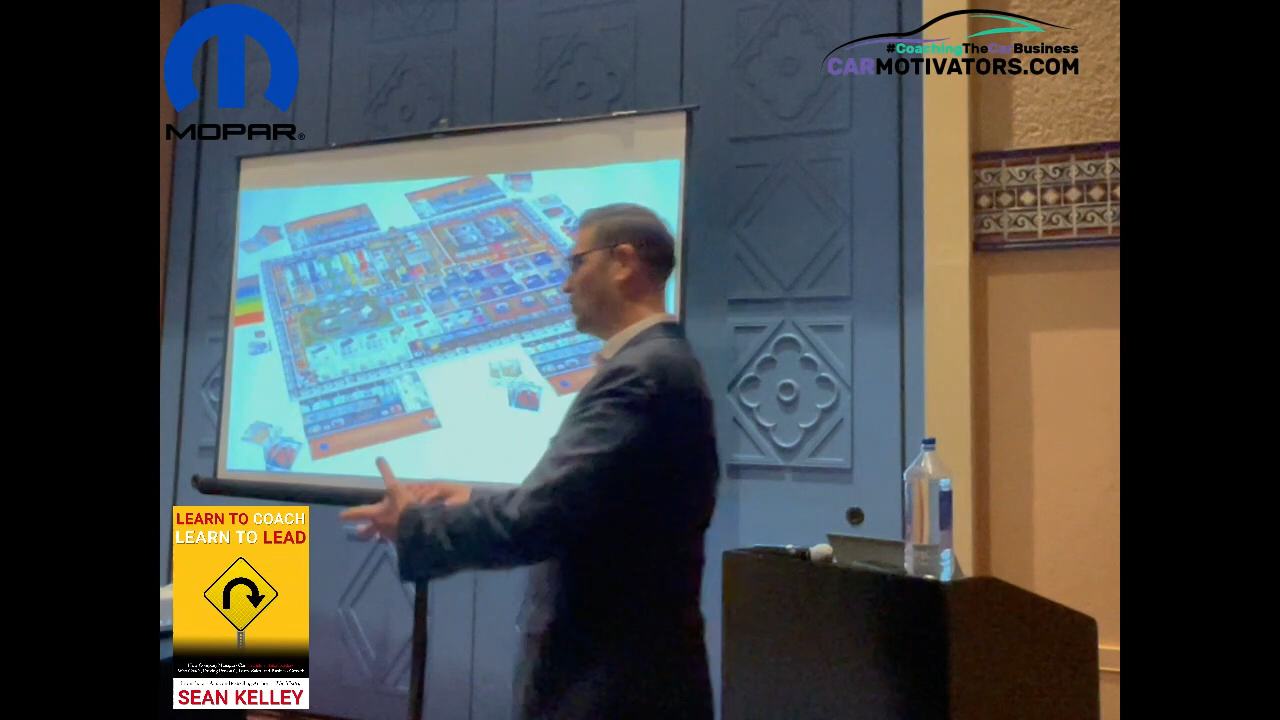 MOPAR®
#CoachingTheCarBusiness
CARMOTIVATORS.COM
LEARN TO COACH
LEARN TO LEAD
SEAN KELLEY